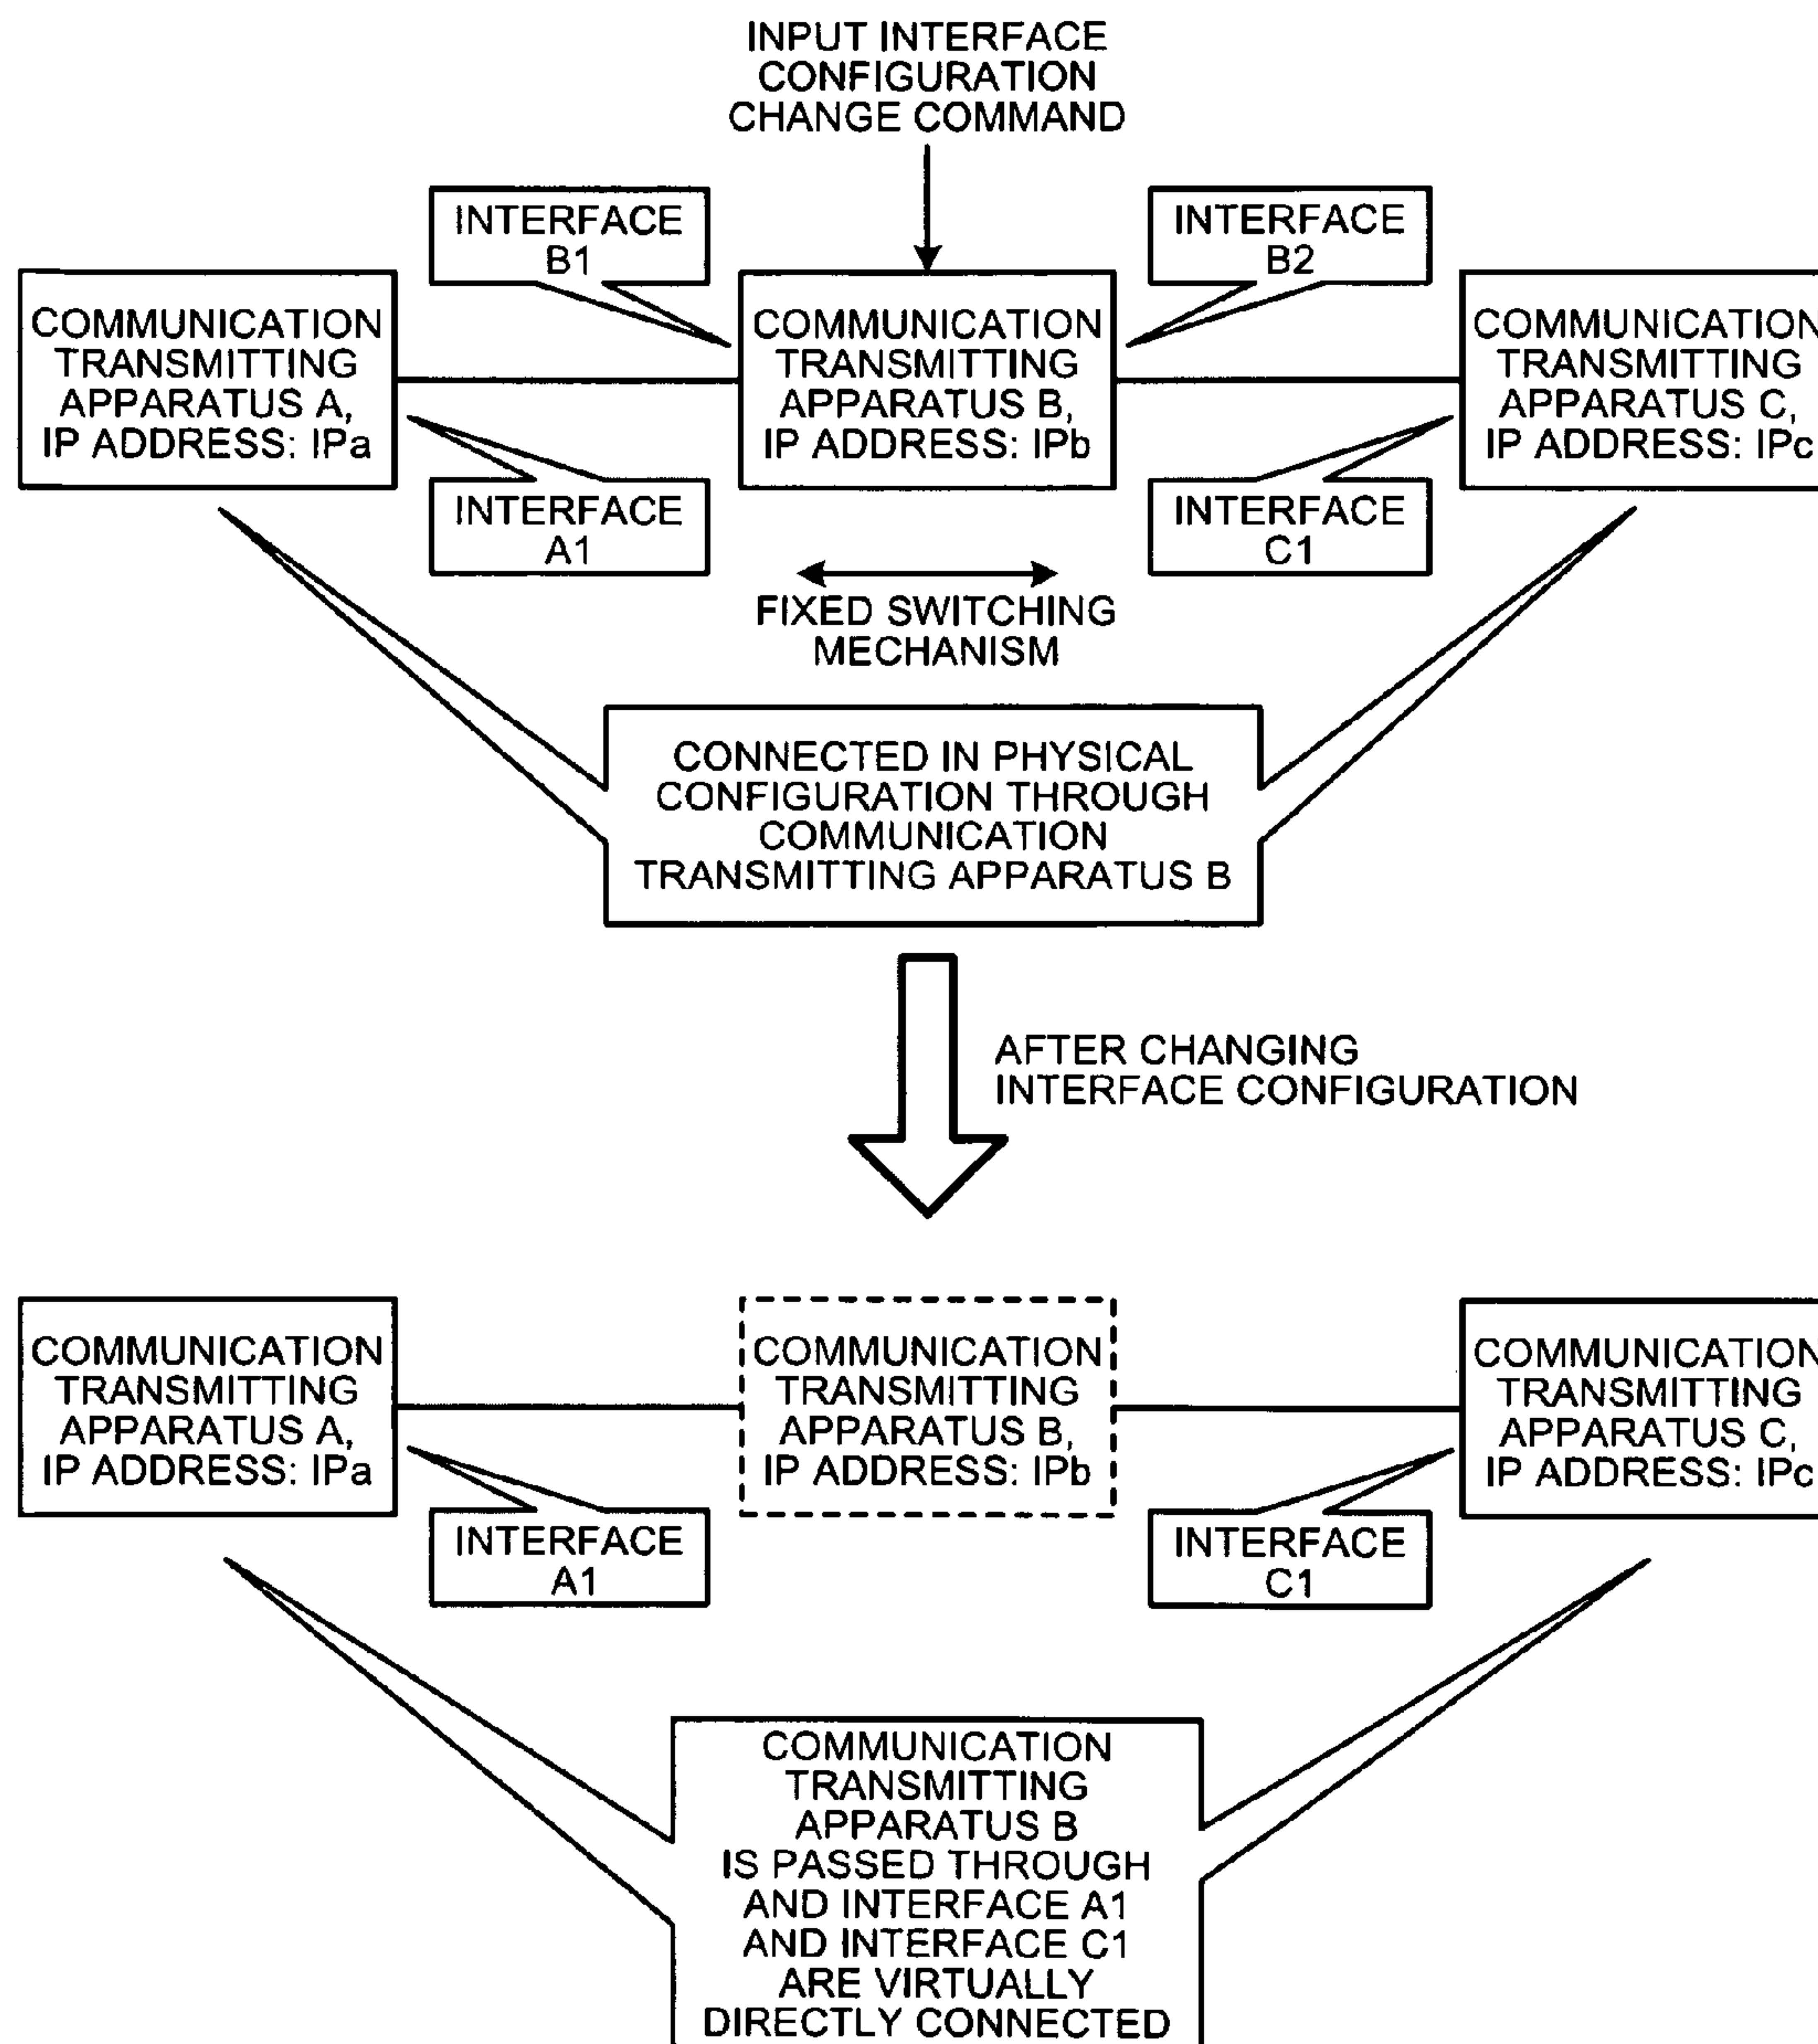 INPUT INTERFACE
CONFIGURATION
CHANGE COMMAND
INTERFACE
B1
INTERFACE
B2
COMMUNICATION
TRANSMITTING
APPARATUS A,
IP ADDRESS: IPa
COMMUNICATION
TRANSMITTING
APPARATUS B,
IP ADDRESS: IPb
COMMUNICATION
TRANSMITTING
APPARATUS C,
IP ADDRESS: IPc
INTERFACE
A1
INTERFACE
C1
FIXED SWITCHING
MECHANISM
CONNECTED IN PHYSICAL
CONFIGURATION THROUGH
COMMUNICATION
TRANSMITTING APPARATUS B
AFTER CHANGING
INTERFACE CONFIGURATION
COMMUNICATION
TRANSMITTING
APPARATUS A,
IP ADDRESS: IPa
COMMUNICATION
TRANSMITTING
APPARATUS B,
IP ADDRESS: IPb
COMMUNICATION
TRANSMITTING
APPARATUS C,
IP ADDRESS: IPc
INTERFACE
A1
INTERFACE
C1
COMMUNICATION
TRANSMITTING
APPARATUS B
IS PASSED THROUGH
AND INTERFACE A1
AND INTERFACE C1
ARE VIRTUALLY
DIRECTLY CONNECTED